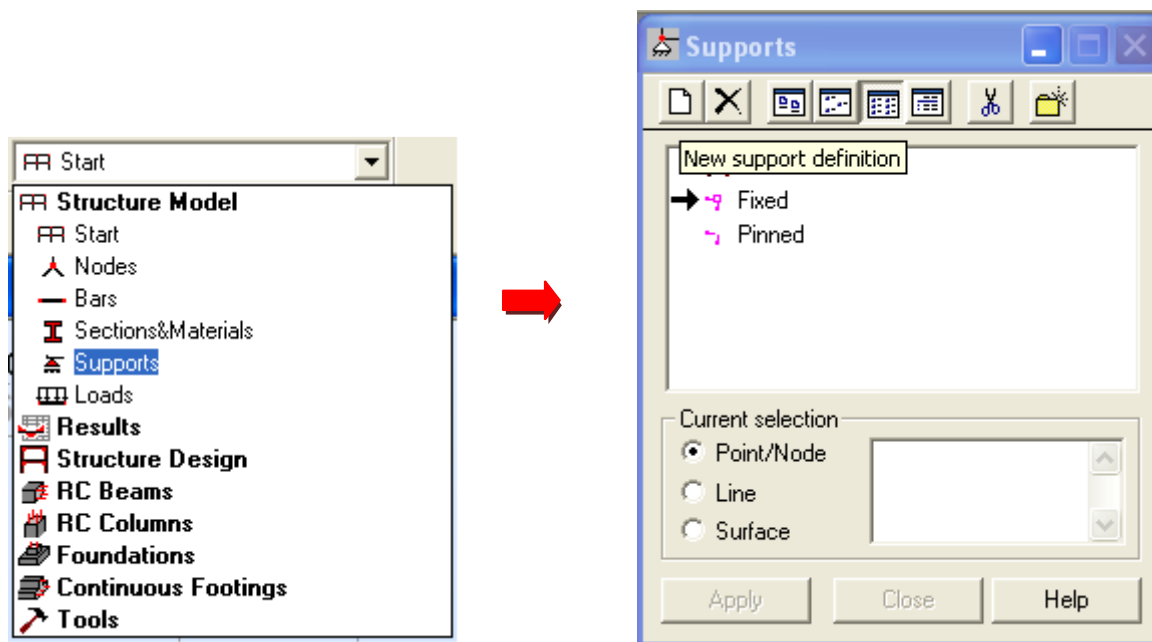 Start
Structure Model
Start
Nodes
Bars
Sections&Materials
Supports
Loads
Results
Structure Design
RC Beams
RC Columns
Foundations
Continuous Footings
Tools
Supports
New support definition
Fixed
Pinned
Current selection
Point/Node
Line
Surface
Apply Close Help